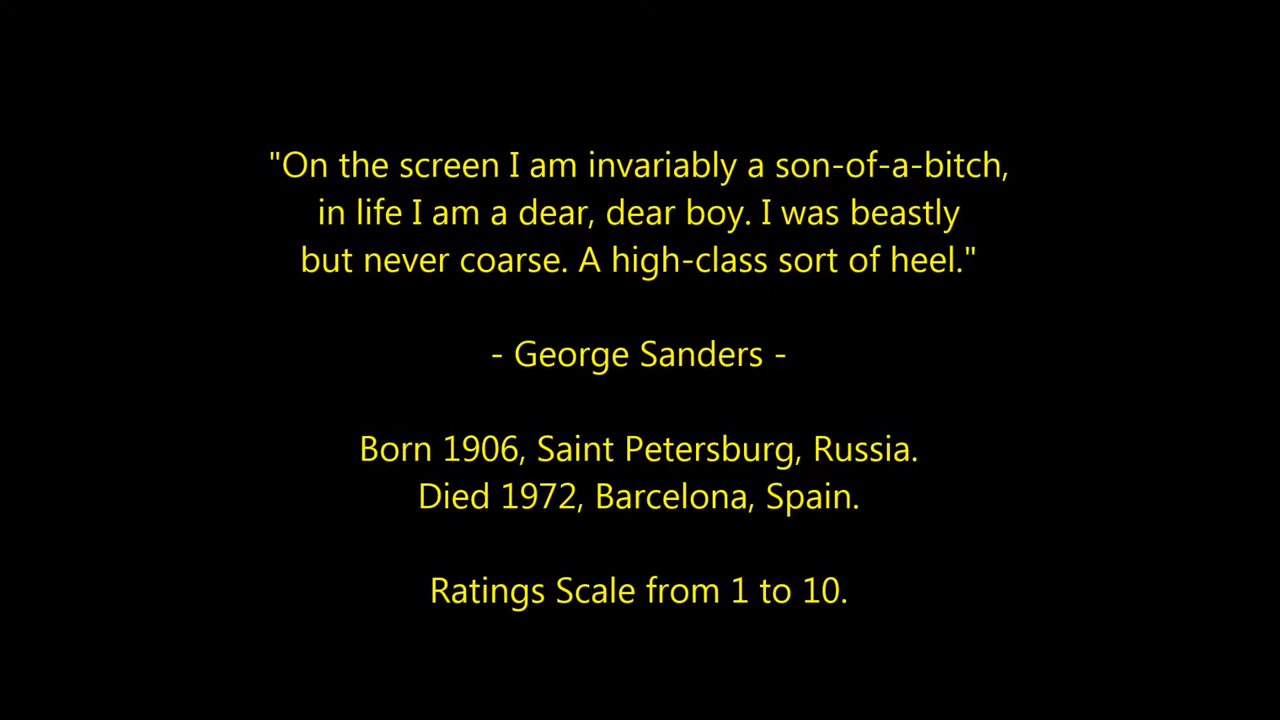 "On the screen I am invariably a son-of-a-bitch,
in life I am a dear, dear boy. I was beastly
but never coarse. A high-class sort of heel."
- George Sanders -
Born 1906, Saint Petersburg, Russia.
Died 1972, Barcelona, Spain.
Ratings Scale from 1 to 10.